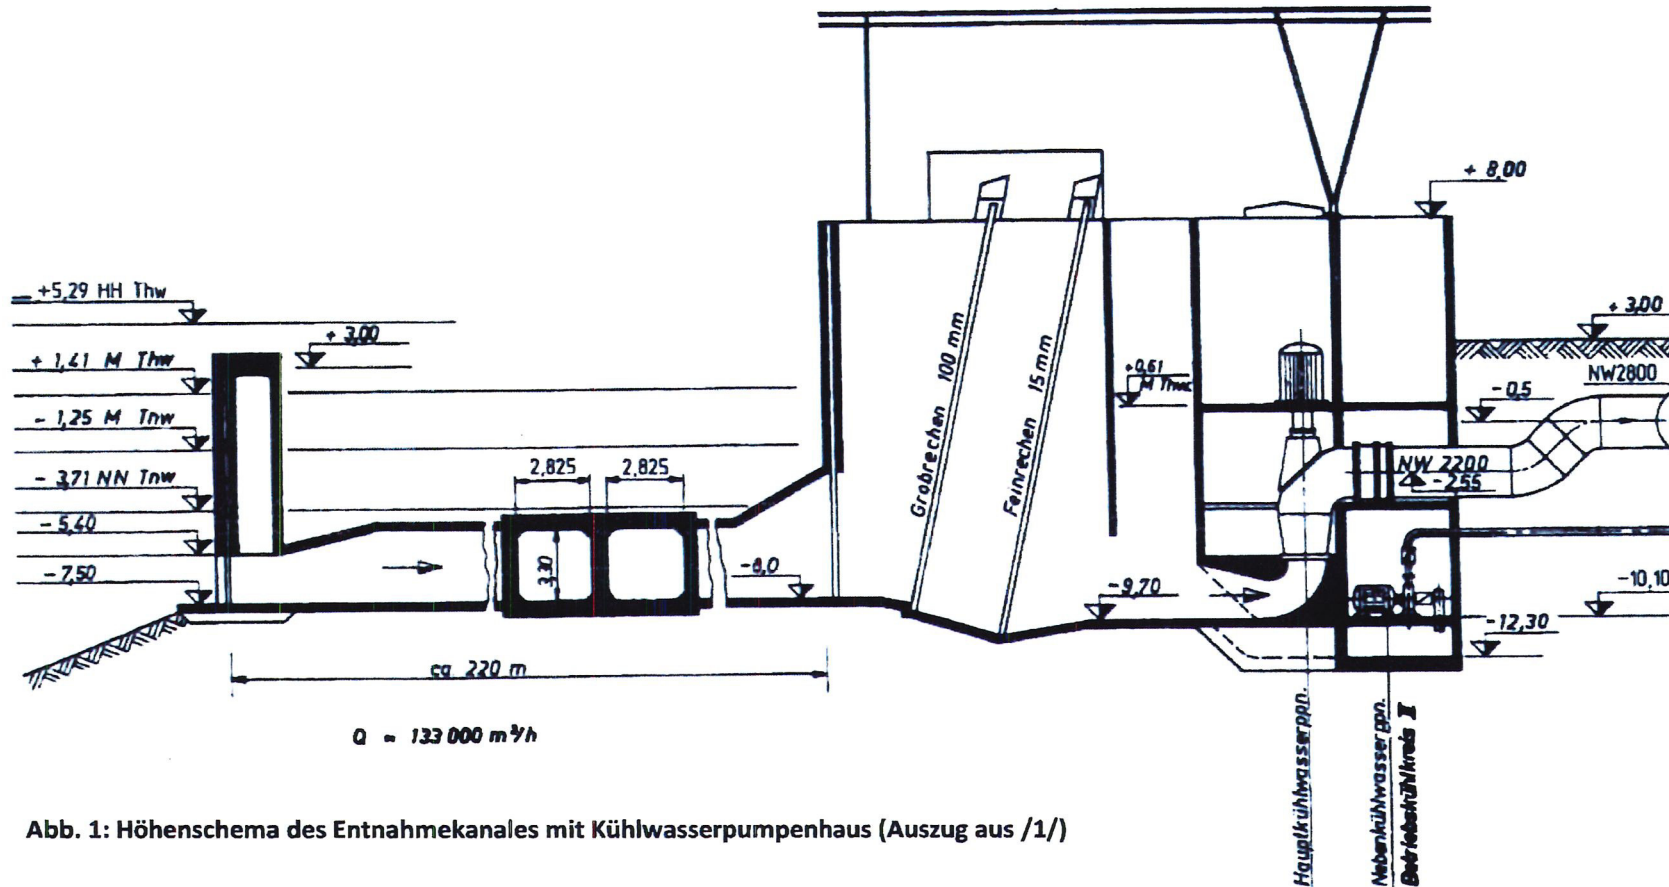 + 8,00
+5,29 HH Thw
+ 3,00
+ 1,41 M Thw
- 1,25 M Tnw
- 3,71 NN Tnw
- 5,40
- 7,50
2,825
2,825
3,30
-8,0
ca. 220 m
Q = 133 000 m³/h
Grobrechen 100 mm
Feinrechen 15 mm
+0,61
M Thw
-9,70
+ 3,00
NW2800
-0,5
NW 2200
-2,55
-10,10
-12,30
Hauptkühlwasserppn.
Nebenkühlwasserppn.
Betriebskühlkreis II
Abb. 1: Höhenschema des Entnahmekanales mit Kühlwasserpumpenhaus (Auszug aus /1/)